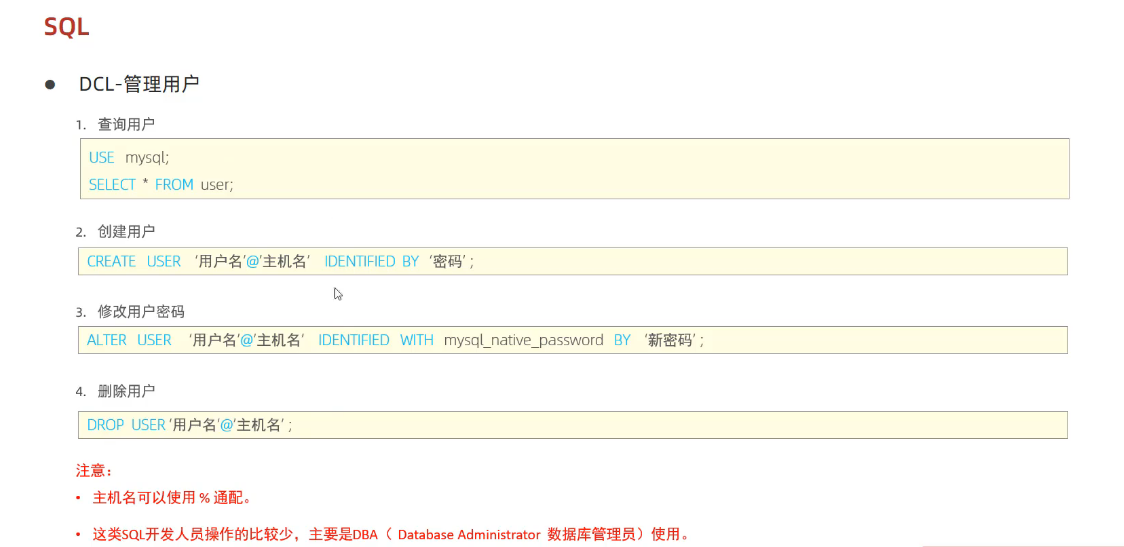 SQL
DCL-管理用户
1. 查询用户
USE mysql;
SELECT * FROM user;
2. 创建用户
CREATE USER ‘用户名’@‘主机名’ IDENTIFIED BY ‘密码’ ;
3. 修改用户密码
ALTER USER ‘用户名’@‘主机名’ IDENTIFIED WITH mysql_native_password BY ‘新密码’ ;
4. 删除用户
DROP USER ‘用户名’@‘主机名’ ;
注意：
• 主机名可以使用 % 通配。
• 这类SQL开发人员操作的比较少，主要是DBA（ Database Administrator 数据库管理员）使用。